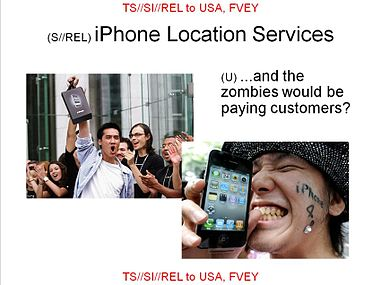 TS//SI//REL to USA, FVEY
(S//REL) iPhone Location Services
(U) ...and the
zombies would be
paying customers?
iPhone
TS//SI//REL to USA, FVEY